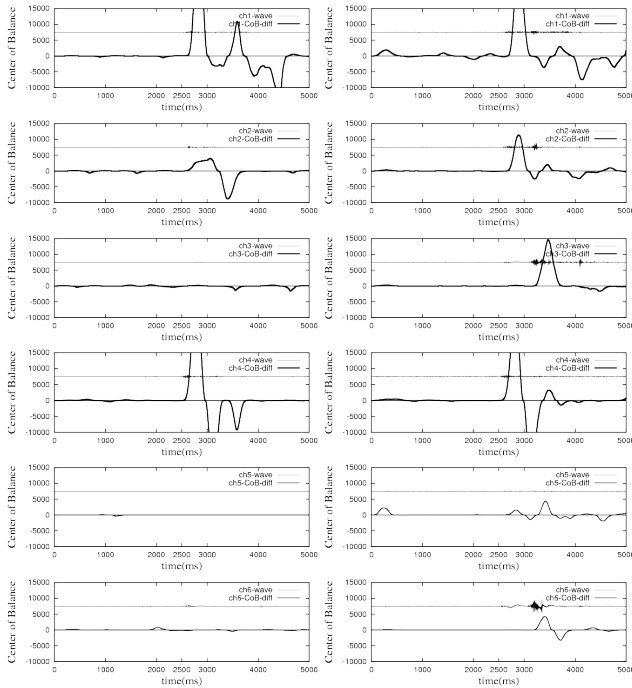 Center of Balance
15000
10000
5000
0
-5000
-10000
ch1-wave
ch1-CoB-diff
0 1000 2000 2500 3000 4000 5000
time(ms)
Center of Balance
15000
10000
5000
0
-5000
-10000
ch1-wave
ch1-CoB-diff
0 1000 2000 2500 3000 4000 5000
time(ms)
Center of Balance
15000
10000
5000
0
-5000
-10000
ch2-wave
ch2-CoB-diff
0 1000 2000 2500 3000 4000 5000
time(ms)
Center of Balance
15000
10000
5000
0
-5000
-10000
ch2-wave
ch2-CoB-diff
0 1000 2000 2500 3000 4000 5000
time(ms)
Center of Balance
15000
10000
5000
0
-5000
-10000
ch3-wave
ch3-CoB-diff
0 1000 2000 2500 3000 4000 5000
time(ms)
Center of Balance
15000
10000
5000
0
-5000
-10000
ch3-wave
ch3-CoB-diff
0 1000 2000 2500 3000 4000 5000
time(ms)
Center of Balance
15000
10000
5000
0
-5000
-10000
ch4-wave
ch4-CoB-diff
0 1000 2000 2500 3000 4000 5000
time(ms)
Center of Balance
15000
10000
5000
0
-5000
-10000
ch4-wave
ch4-CoB-diff
0 1000 2000 2500 3000 4000 5000
time(ms)
Center of Balance
15000
10000
5000
0
-5000
-10000
ch5-wave
ch5-CoB-diff
0 1000 2000 2500 3000 4000 5000
time(ms)
Center of Balance
15000
10000
5000
0
-5000
-10000
ch5-wave
ch5-CoB-diff
0 1000 2000 2500 3000 4000 5000
time(ms)
Center of Balance
15000
10000
5000
0
-5000
-10000
ch6-wave
ch6-CoB-diff
0 1000 2000 2500 3000 4000 5000
time(ms)
Center of Balance
15000
10000
5000
0
-5000
-10000
ch6-wave
ch6-CoB-diff
0 1000 2000 2500 3000 4000 5000
time(ms)